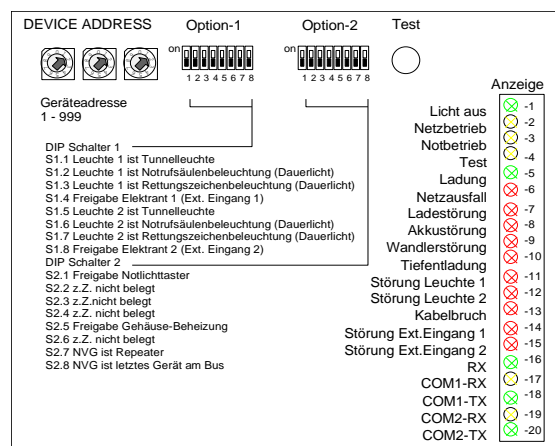 DEVICE ADDRESS Option-1 Option-2 Test
on on
1 2 3 4 5 6 7 8 1 2 3 4 5 6 7 8
Geräteadresse
1 - 999
DIP Schalter 1
S1.1 Leuchte 1 ist Tunnelleuchte
S1.2 Leuchte 1 ist Notrufsäulenbeleuchtung (Dauerlicht)
S1.3 Leuchte 1 ist Rettungszeichenbeleuchtung (Dauerlicht)
S1.4 Freigabe Elektrant 1 (Ext. Eingang 1)
S1.5 Leuchte 2 ist Tunnelleuchte
S1.6 Leuchte 2 ist Notrufsäulenbeleuchtung (Dauerlicht)
S1.7 Leuchte 2 ist Rettungszeichenbeleuchtung (Dauerlicht)
S1.8 Freigabe Elektrant 2 (Ext. Eingang 2)
DIP Schalter 2
S2.1 Freigabe Notlichttaster
S2.2 z.Z. nicht belegt
S2.3 z.Z.nicht belegt
S2.4 z.Z. nicht belegt
S2.5 Freigabe Gehäuse-Beheizung
S2.6 z.Z. nicht belegt
S2.7 NVG ist Repeater
S2.8 NVG ist letztes Gerät am Bus
Anzeige
Licht aus -1
Netzbetrieb -2
Notbetrieb -3
Test -4
Ladung -5
Netzausfall -6
Ladestörung -7
Akkustörung -8
Wandlerstörung -9
Tiefentladung -10
Störung Leuchte 1 -11
Störung Leuchte 2 -12
Kabelbruch -13
Störung Ext.Eingang 1 -14
Störung Ext.Eingang 2 -15
RX -16
COM1-RX -17
COM1-TX -18
COM2-RX -19
COM2-TX -20